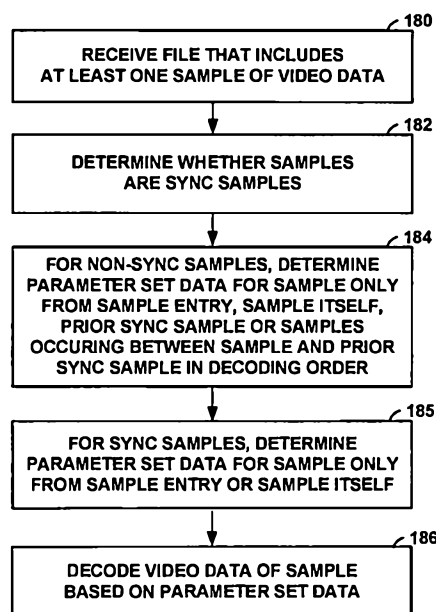 180
RECEIVE FILE THAT INCLUDES
AT LEAST ONE SAMPLE OF VIDEO DATA
182
DETERMINE WHETHER SAMPLES
ARE SYNC SAMPLES
184
FOR NON-SYNC SAMPLES, DETERMINE
PARAMETER SET DATA FOR SAMPLE ONLY
FROM SAMPLE ENTRY, SAMPLE ITSELF,
PRIOR SYNC SAMPLE OR SAMPLES
OCCURING BETWEEN SAMPLE AND PRIOR
SYNC SAMPLE IN DECODING ORDER
185
FOR SYNC SAMPLES, DETERMINE
PARAMETER SET DATA FOR SAMPLE ONLY
FROM SAMPLE ENTRY OR SAMPLE ITSELF
186
DECODE VIDEO DATA OF SAMPLE
BASED ON PARAMETER SET DATA